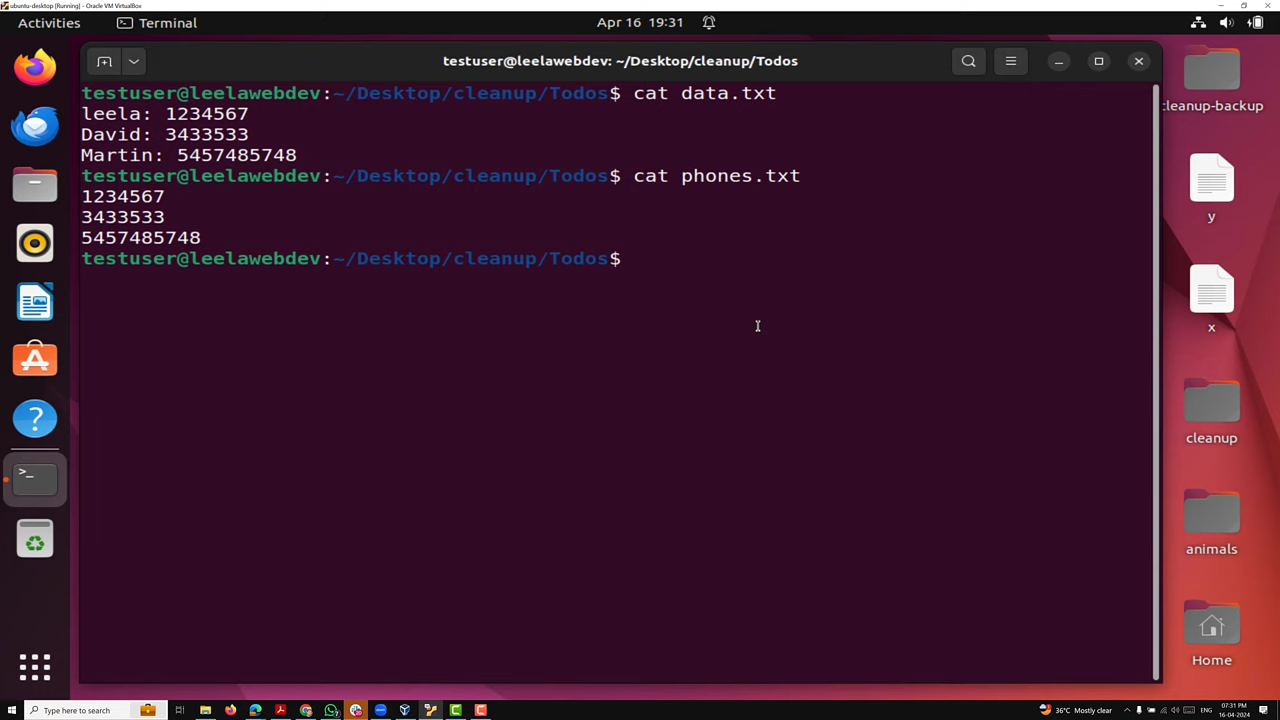 ubuntu-desktop [Running] - Oracle VM VirtualBox
Activities
Terminal
Apr 16 19:31
testuser@leelawebdev: ~/Desktop/cleanup/Todos
testuser@leelawebdev:~/Desktop/cleanup/Todos$ cat data.txt
leela: 1234567
David: 3433533
Martin: 5457485748
testuser@leelawebdev:~/Desktop/cleanup/Todos$ cat phones.txt
1234567
3433533
5457485748
testuser@leelawebdev:~/Desktop/cleanup/Todos$
cleanup-backup
y
x
cleanup
animals
Home
Type here to search
36°C Mostly clear
ENG
07:31 PM
16-04-2024